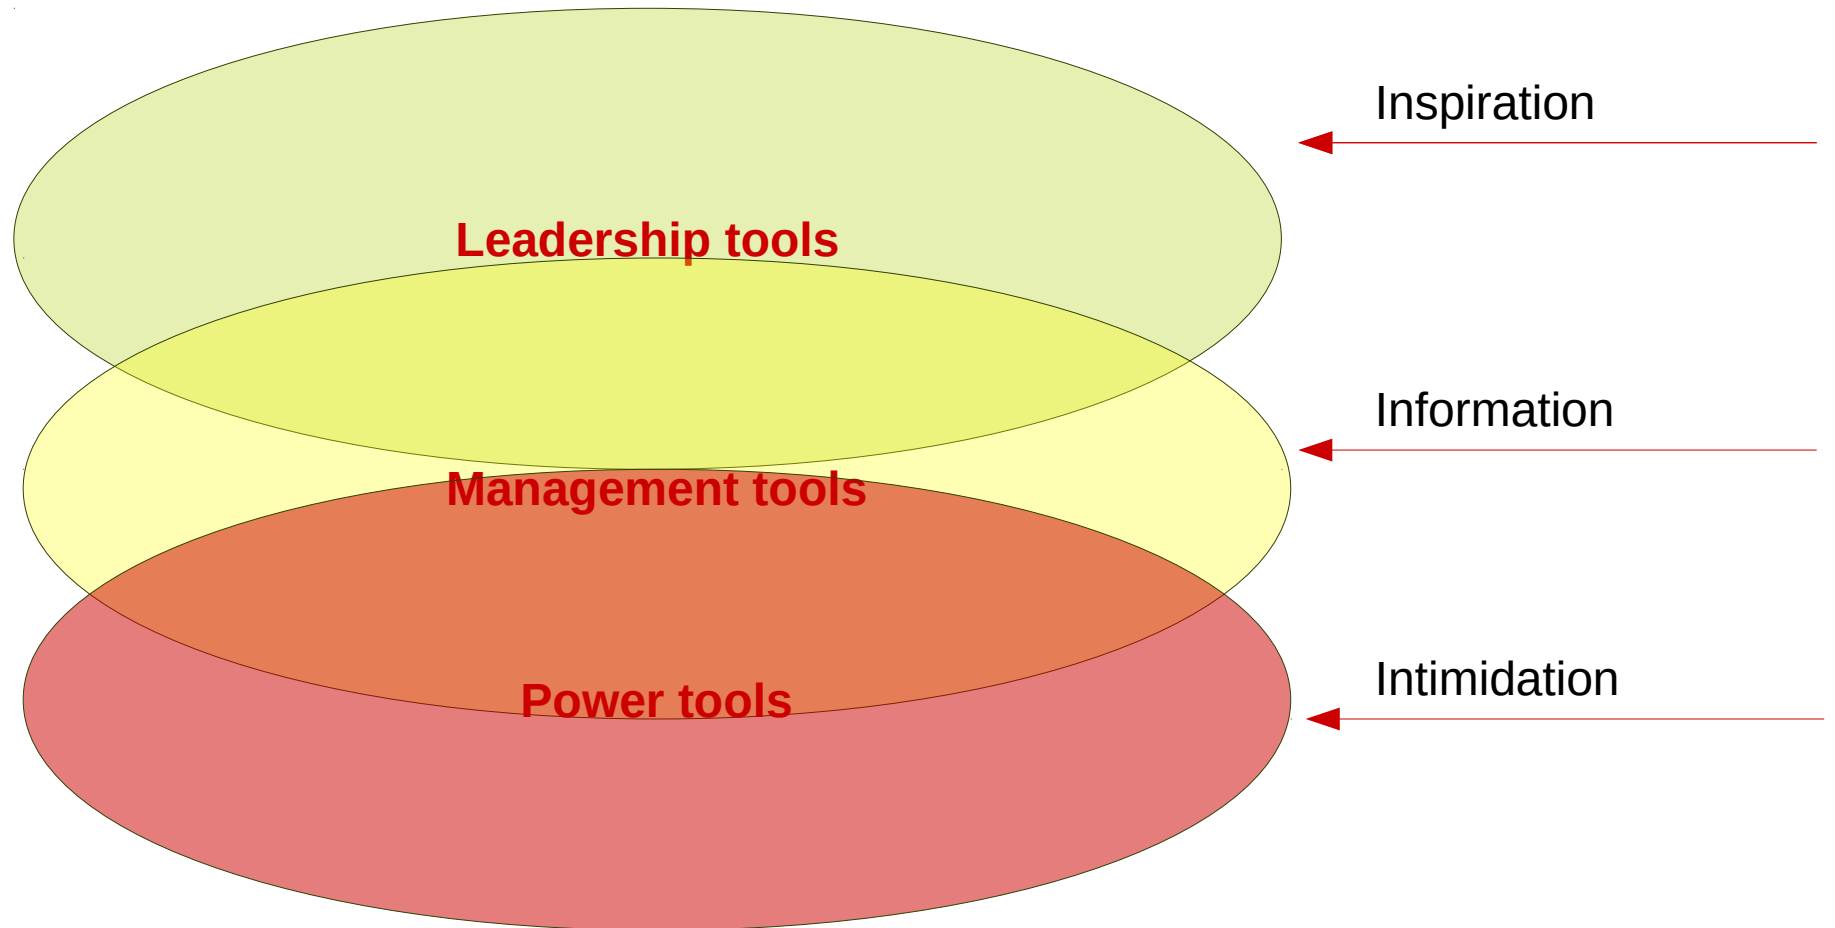 Inspiration
Leadership tools
Information
Management tools
Intimidation
Power tools